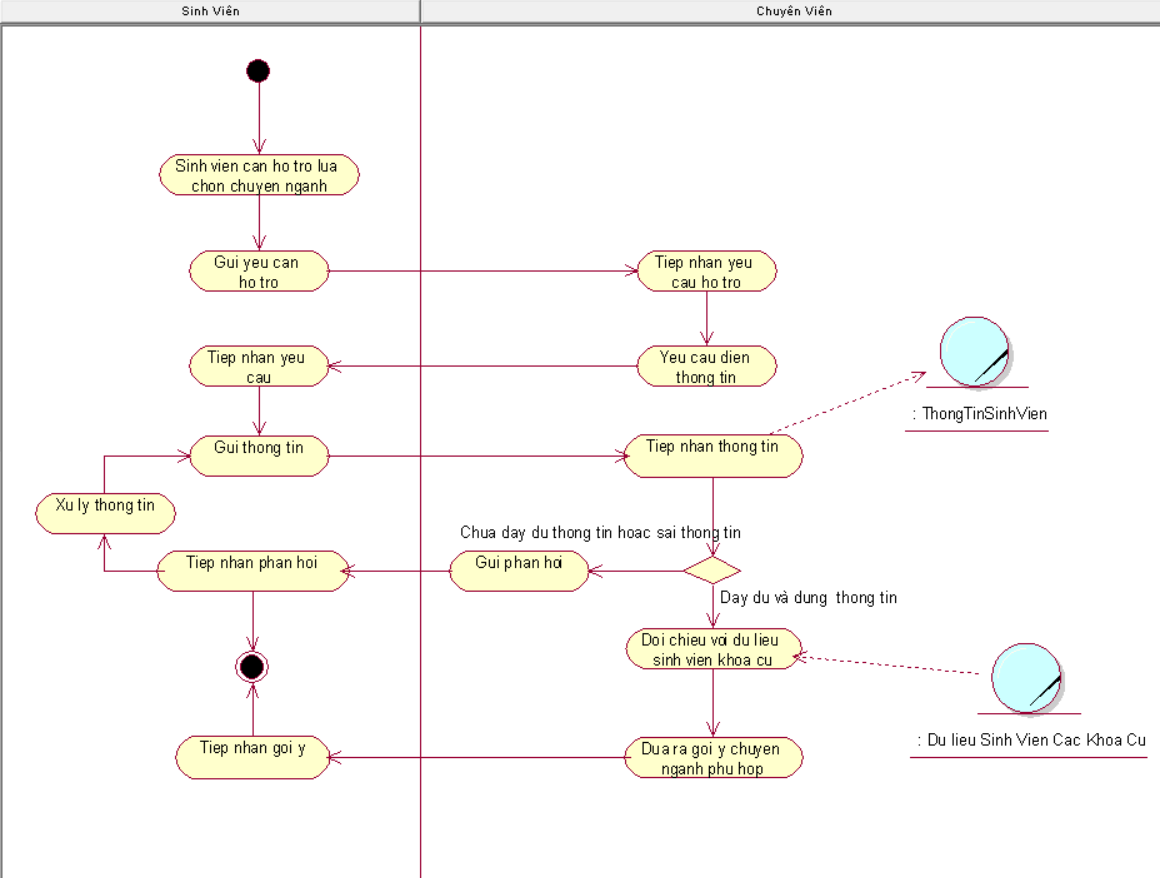 Sinh Viên
Chuyên Viên
Sinh vien can ho tro lua
chon chuyen nganh
Gui yeu can
ho tro
Tiep nhan yeu
cau ho tro
Tiep nhan yeu
cau
Yeu cau dien
thong tin
: ThongTinSinhVien
Gui thong tin
Tiep nhan thong tin
Xu ly thong tin
Chua day du thong tin hoac sai thong tin
Tiep nhan phan hoi
Gui phan hoi
Day du và dung thong tin
Doi chieu voi du lieu
sinh vien khoa cu
: Du lieu Sinh Vien Cac Khoa Cu
Tiep nhan goi y
Dua ra goi y chuyen
nganh phu hop